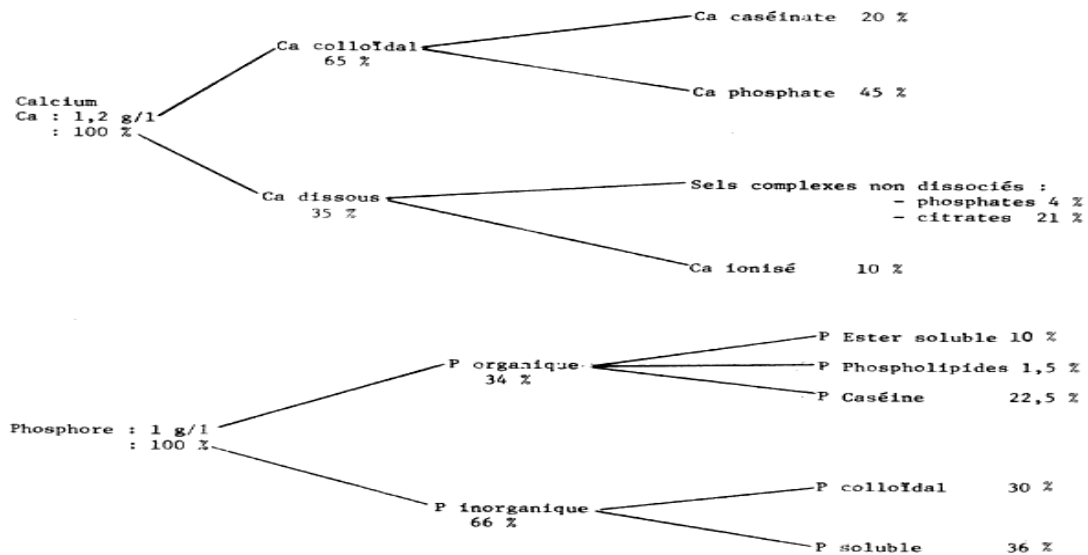 Ca caséinate 20 %
Ca colloïdal
65 %
Ca phosphate 45 %
Calcium
Ca : 1,2 g/l
: 100 %
Sels complexes non dissociés :
- phosphates 4 %
- citrates 21 %
Ca dissous
35 %
Ca ionisé 10 %
P Ester soluble 10 %
P organique
34 %
P Phospholipides 1,5 %
P Caséine 22,5 %
Phosphore : 1 g/l
: 100 %
P colloïdal 30 %
P inorganique
66 %
P soluble 36 %